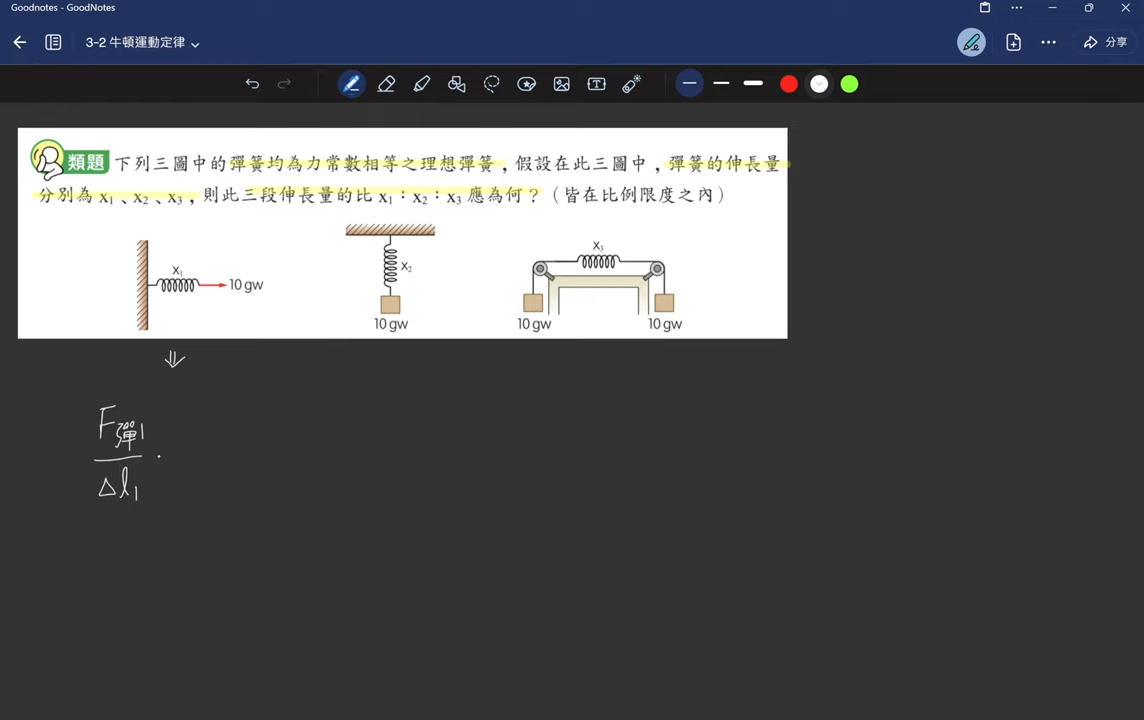 Goodnotes - GoodNotes
3-2 牛頓運動定律
分享
類題 下列三圖中的彈簧均為力常數相等之理想彈簧，假設在此三圖中，彈簧的伸長量
分別為 x₁、x₂、x₃，則此三段伸長量的比 x₁：x₂：x₃ 應為何？（皆在比例限度之內）
X₁
10 gw
X₂
10 gw
X₃
10 gw
10 gw
F彈1
Δl₁